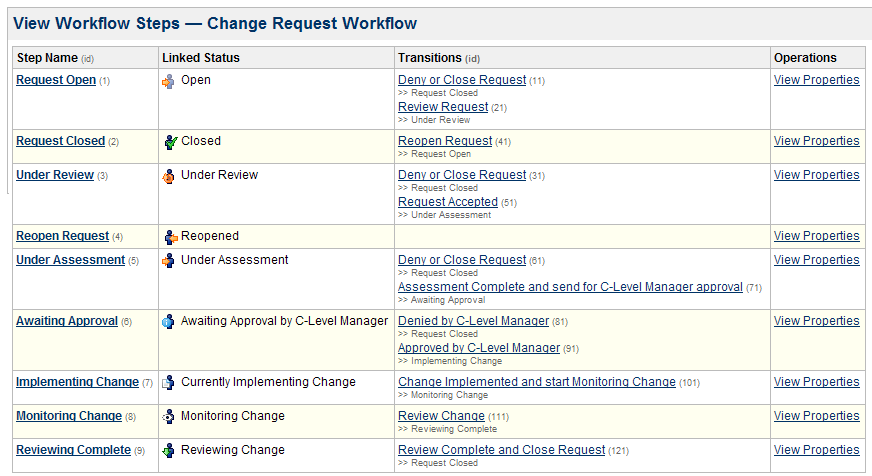 View Workflow Steps — Change Request Workflow
Step Name (id) Linked Status Transitions (id) Operations
Request Open (1) Open Deny or Close Request (11) View Properties
>> Request Closed
Review Request (21)
>> Under Review
Request Closed (2) Closed Reopen Request (41) View Properties
>> Request Open
Under Review (3) Under Review Deny or Close Request (31) View Properties
>> Request Closed
Request Accepted (51)
>> Under Assessment
Reopen Request (4) Reopened View Properties
Under Assessment (5) Under Assessment Deny or Close Request (61) View Properties
>> Request Closed
Assessment Complete and send for C-Level Manager approval (71)
>> Awaiting Approval
Awaiting Approval (6) Awaiting Approval by C-Level Manager Denied by C-Level Manager (81) View Properties
>> Request Closed
Approved by C-Level Manager (91)
>> Implementing Change
Implementing Change (7) Currently Implementing Change Change Implemented and start Monitoring Change (101) View Properties
>> Monitoring Change
Monitoring Change (8) Monitoring Change Review Change (111) View Properties
>> Reviewing Complete
Reviewing Complete (9) Reviewing Change Review Complete and Close Request (121) View Properties
>> Request Closed